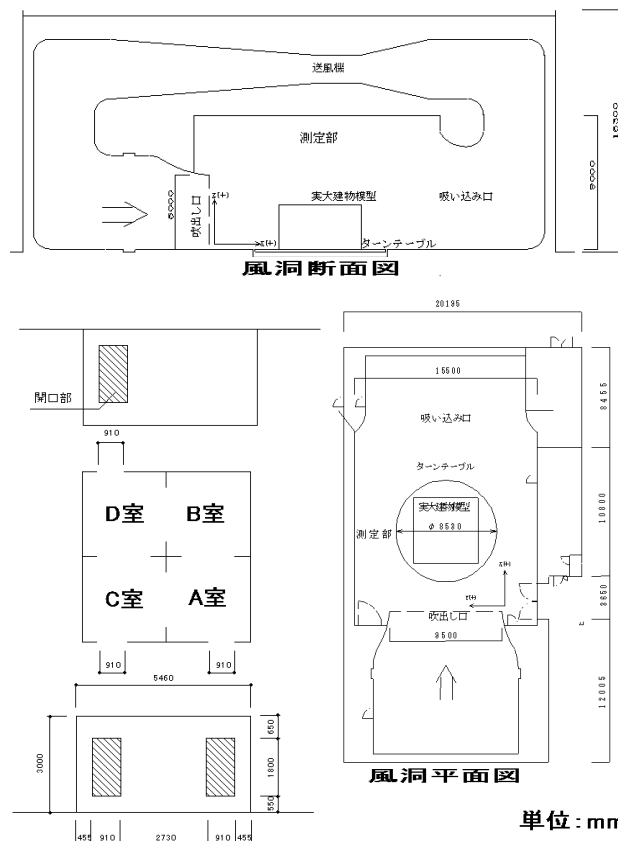 送風機
測定部
実大建物模型
吸い込み口
吹出し口
ターンテーブル
9000
風洞断面図
開口部
910
D室
B室
C室
A室
910
910
5460
3000
650
1800
550
455
910
2730
910
455
20195
15500
吸い込み口
ターンテーブル
実大建物模型
測定部
吹出し口
9500
8455
10800
3650
12005
風洞平面図
単位:mm